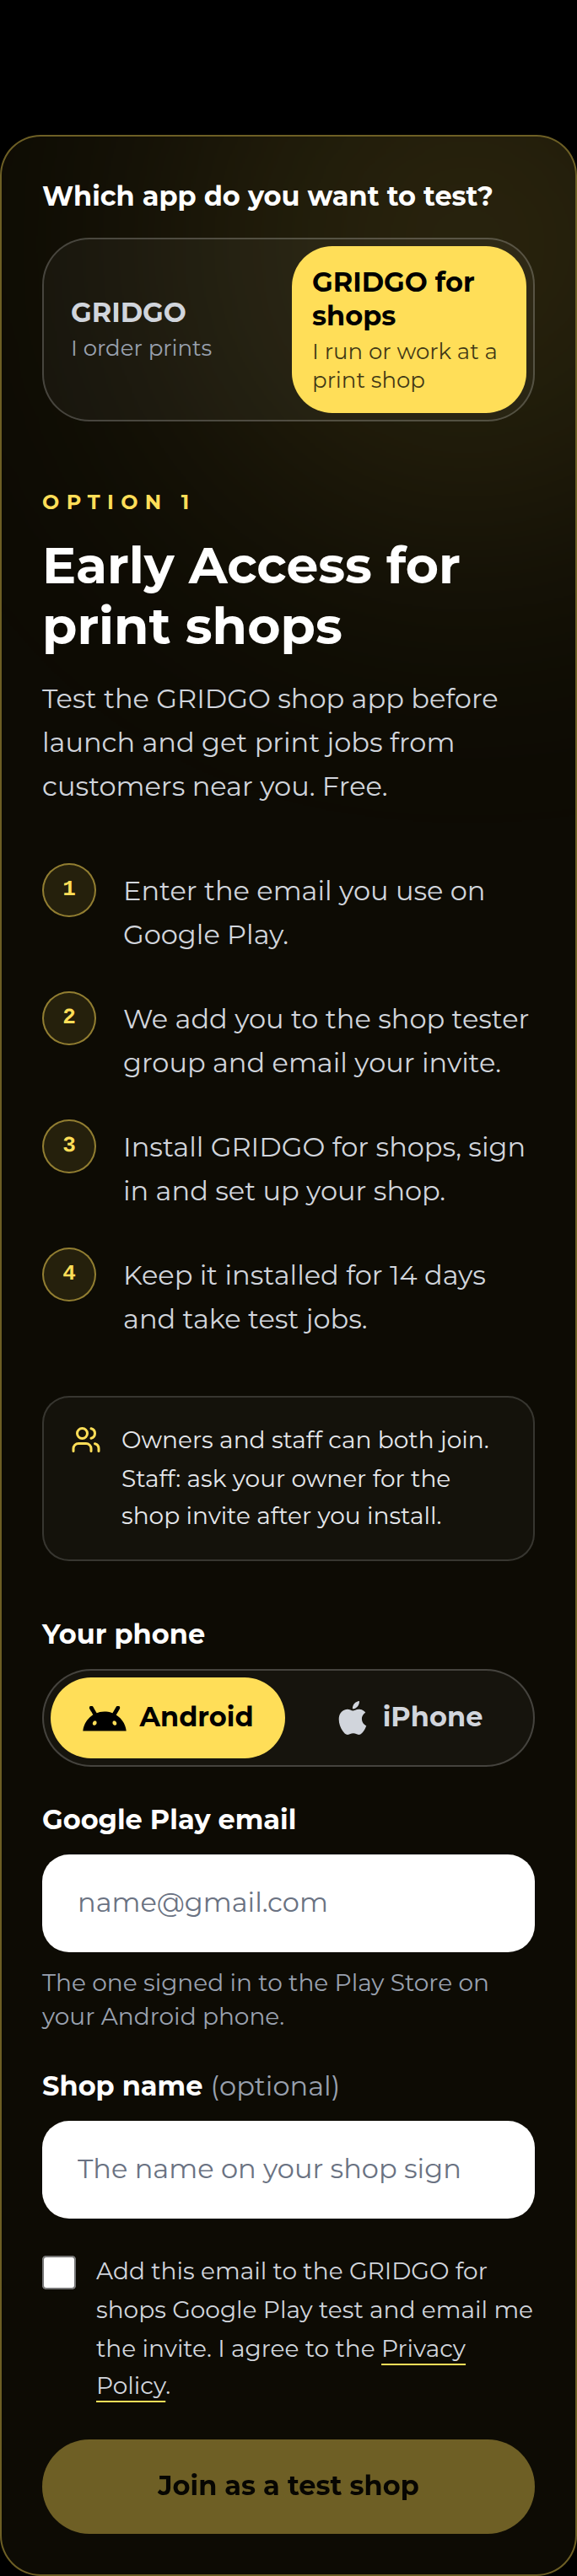 Which app do you want to test?
GRIDGO
I order prints
GRIDGO for
shops
I run or work at a
print shop
OPTION 1
Early Access for
print shops
Test the GRIDGO shop app before
launch and get print jobs from
customers near you. Free.
1
Enter the email you use on
Google Play.
2
We add you to the shop tester
group and email your invite.
3
Install GRIDGO for shops, sign
in and set up your shop.
4
Keep it installed for 14 days
and take test jobs.
Owners and staff can both join.
Staff: ask your owner for the
shop invite after you install.
Your phone
Android
iPhone
Google Play email
name@gmail.com
The one signed in to the Play Store on
your Android phone.
Shop name (optional)
The name on your shop sign
Add this email to the GRIDGO for
shops Google Play test and email me
the invite. I agree to the Privacy
Policy.
Join as a test shop